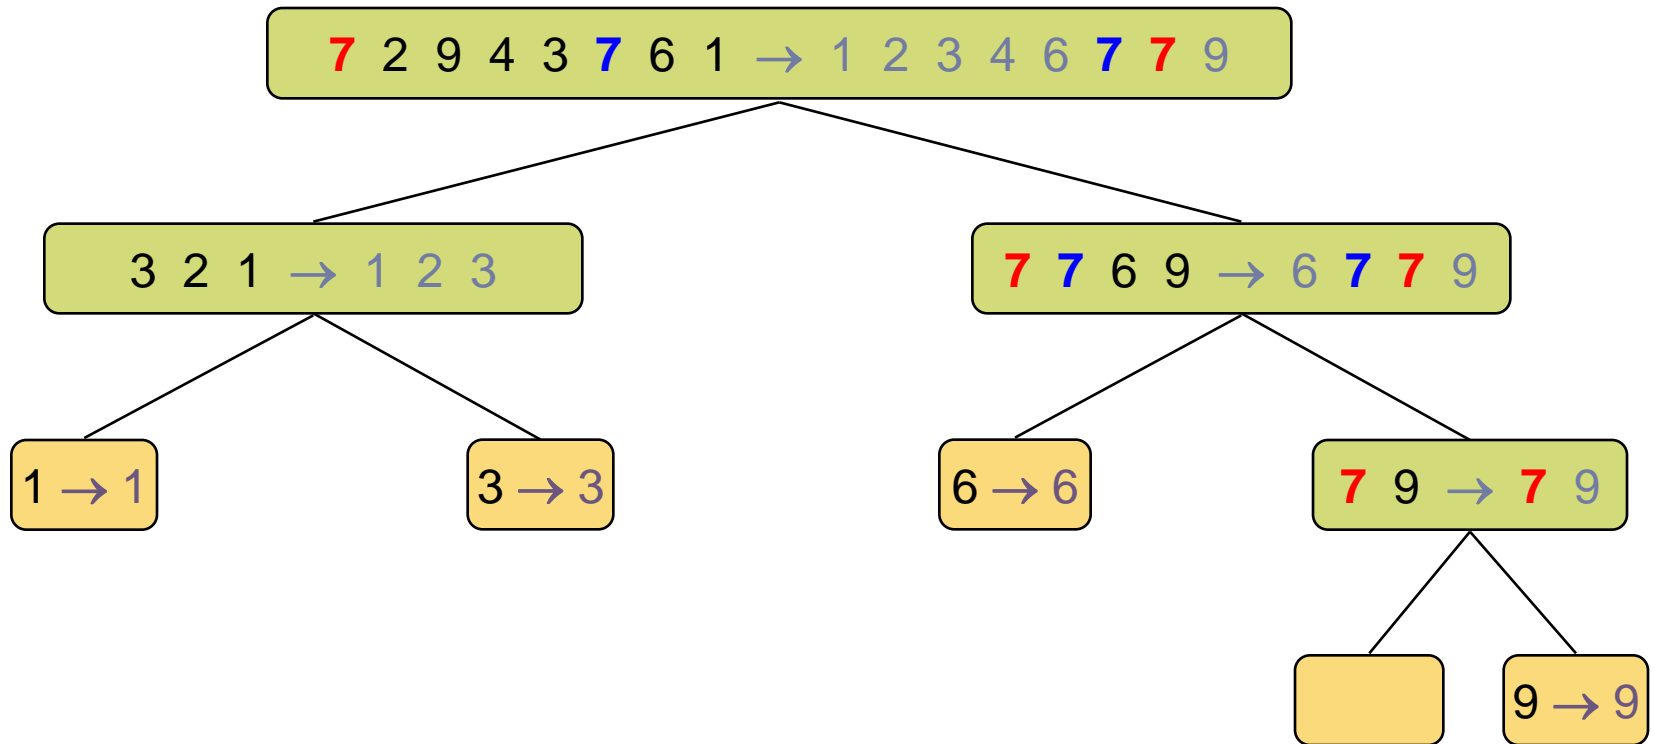 7 2 9 4 3 7 6 1 → 1 2 3 4 6 7 7 9
3 2 1 → 1 2 3
7 7 6 9 → 6 7 7 9
1 → 1
3 → 3
6 → 6
7 9 → 7 9
9 → 9